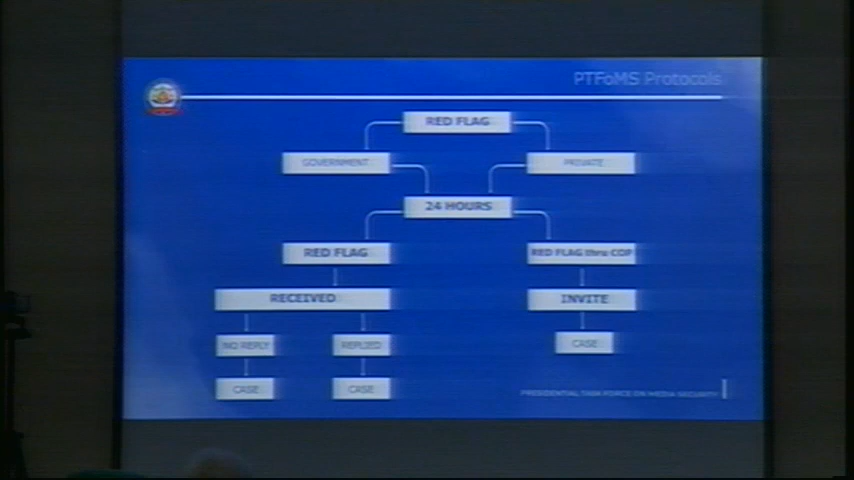 PTFoMS Protocols
RED FLAG
GOVERNMENT
PRIVATE
24 HOURS
RED FLAG
RED FLAG thru COP
RECEIVED
INVITE
NO REPLY
REPLIED
CASE
CASE
CASE
PRESIDENTIAL TASK FORCE ON MEDIA SECURITY